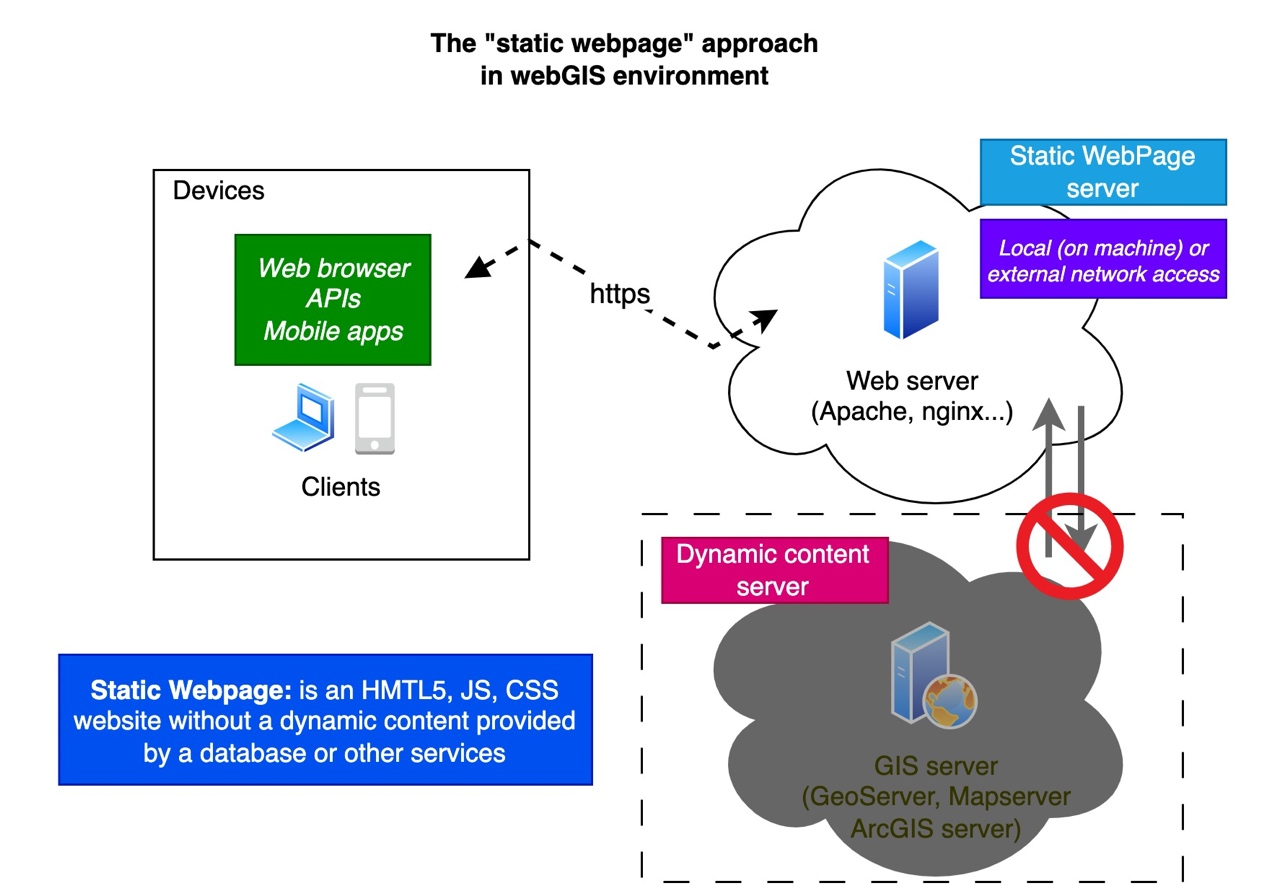 The "static webpage" approach
in webGIS environment
Devices
Web browser
APIs
Mobile apps
Clients
https
Static WebPage
server
Local (on machine) or
external network access
Web server
(Apache, nginx...)
Dynamic content
server
GIS server
(GeoServer, Mapserver
ArcGIS server)
Static Webpage: is an HMTL5, JS, CSS
website without a dynamic content provided
by a database or other services